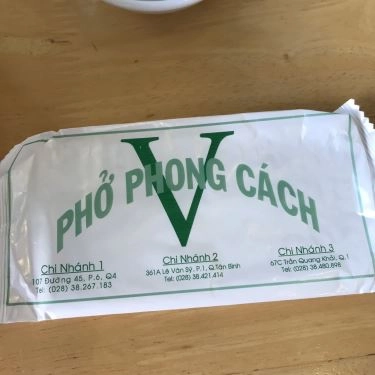 V
PHỞ PHONG CÁCH
Chi Nhánh 1
107 Đường 45, P.6, Q4
Tel: (028) 38.267.183
Chi Nhánh 2
361A Lê Văn Sỹ, P.1, Q.Tân Bình
Tel: (028) 38.421.414
Chi Nhánh 3
67C Trần Quang Khải, Q.1
Tel: (028) 38.480.898